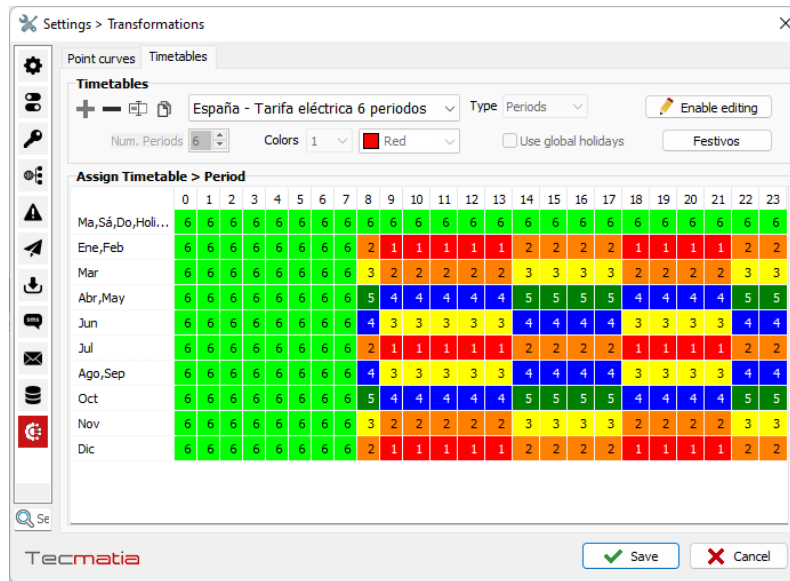 Settings > Transformations
Point curves Timetables
Timetables
España - Tarifa eléctrica 6 periodos Type Periods Enable editing
Num. Periods 6 Colors 1 Red Use global holidays Festivos
Assign Timetable > Period
0 1 2 3 4 5 6 7 8 9 10 11 12 13 14 15 16 17 18 19 20 21 22 23
Ma,Sá,Do,Holi... 6 6 6 6 6 6 6 6 6 6 6 6 6 6 6 6 6 6 6 6 6 6 6 6
Ene,Feb 6 6 6 6 6 6 6 6 2 1 1 1 1 1 2 2 2 2 1 1 1 1 2 2
Mar 6 6 6 6 6 6 6 6 3 2 2 2 2 2 3 3 3 3 2 2 2 2 3 3
Abr,May 6 6 6 6 6 6 6 6 5 4 4 4 4 4 5 5 5 5 4 4 4 4 5 5
Jun 6 6 6 6 6 6 6 6 4 3 3 3 3 3 4 4 4 4 3 3 3 3 4 4
Jul 6 6 6 6 6 6 6 6 2 1 1 1 1 1 2 2 2 2 1 1 1 1 2 2
Ago,Sep 6 6 6 6 6 6 6 6 4 3 3 3 3 3 4 4 4 4 3 3 3 3 4 4
Oct 6 6 6 6 6 6 6 6 5 4 4 4 4 4 5 5 5 5 4 4 4 4 5 5
Nov 6 6 6 6 6 6 6 6 3 2 2 2 2 2 3 3 3 3 2 2 2 2 3 3
Dic 6 6 6 6 6 6 6 6 2 1 1 1 1 1 2 2 2 2 1 1 1 1 2 2
sms
Se
Tecmatia Save Cancel